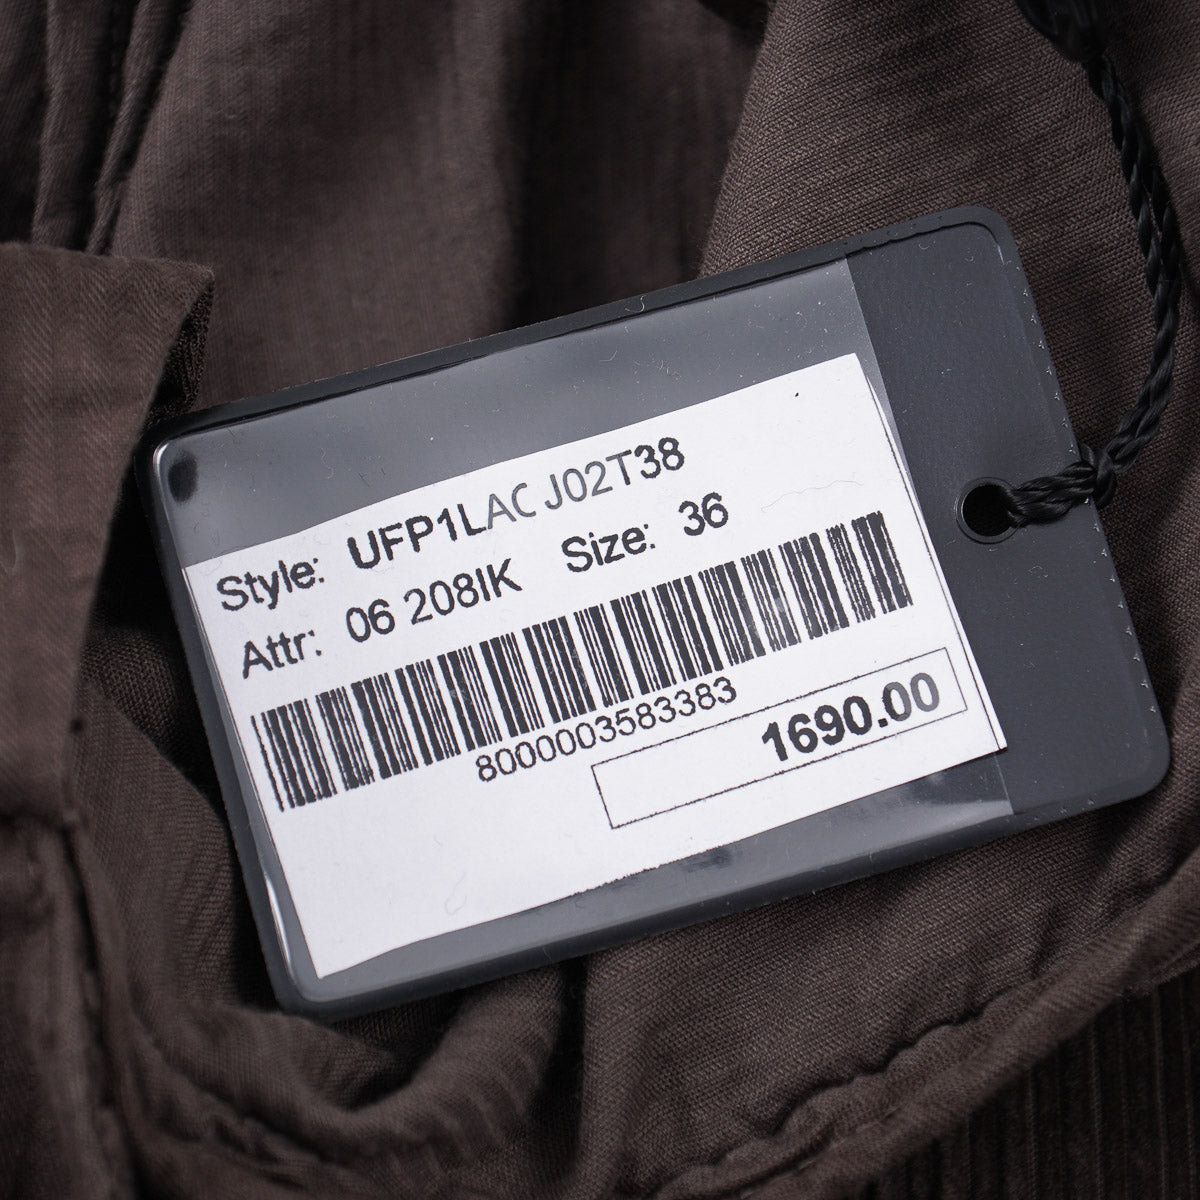 Style: UFP1LAC J02T38
Attr: 06 208IK Size: 36
8000003583383
1690.00